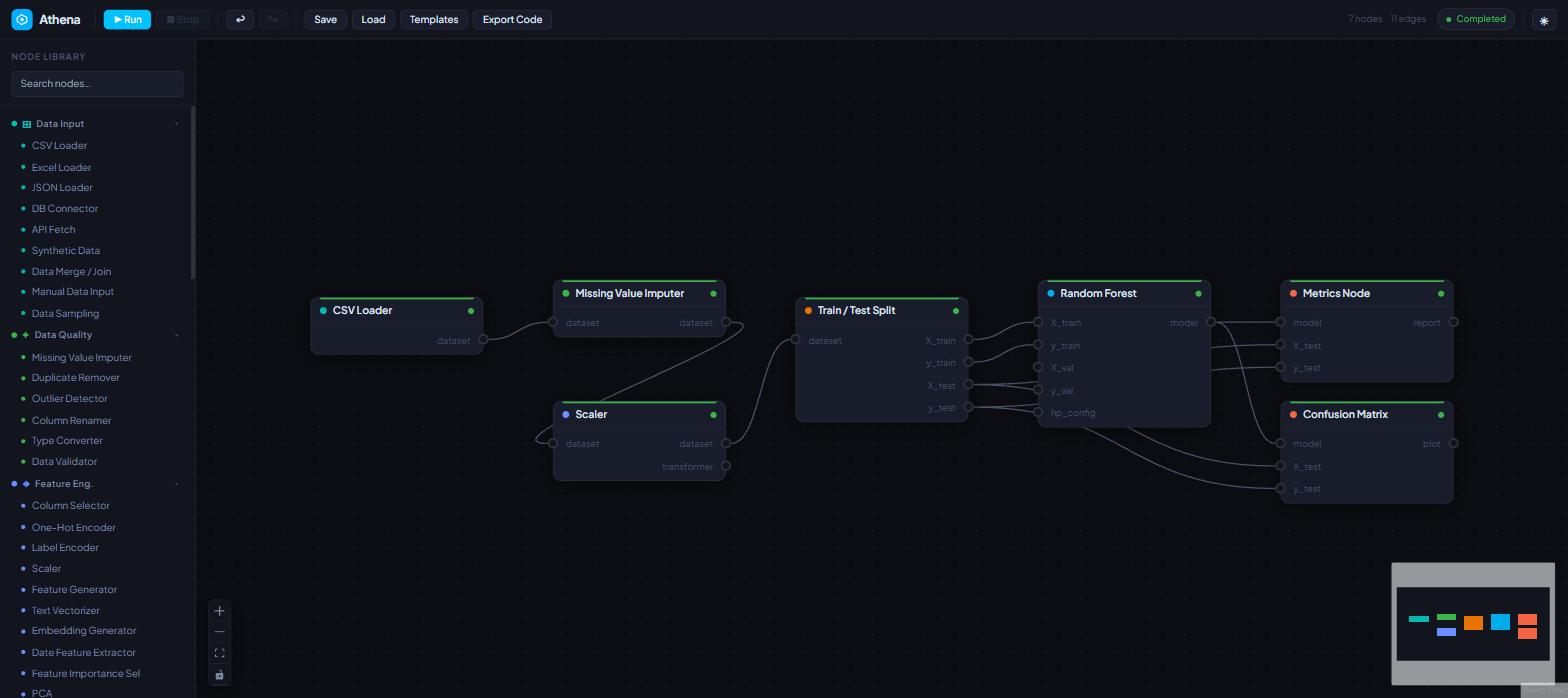 Athena
Run
Stop
Save
Load
Templates
Export Code
7 nodes 11 edges
Completed
NODE LIBRARY
Search nodes...
Data Input
CSV Loader
Excel Loader
JSON Loader
DB Connector
API Fetch
Synthetic Data
Data Merge / Join
Manual Data Input
Data Sampling
Data Quality
Missing Value Imputer
Duplicate Remover
Outlier Detector
Column Renamer
Type Converter
Data Validator
Feature Eng.
Column Selector
One-Hot Encoder
Label Encoder
Scaler
Feature Generator
Text Vectorizer
Embedding Generator
Date Feature Extractor
Feature Importance Sel
PCA
CSV Loader
dataset
Missing Value Imputer
dataset dataset
Scaler
dataset dataset
transformer
Train / Test Split
dataset X_train
y_train
X_test
y_test
Random Forest
X_train model
y_train
X_val
y_val
hp_config
Metrics Node
model report
X_test
y_test
Confusion Matrix
model plot
X_test
y_test
React Flow